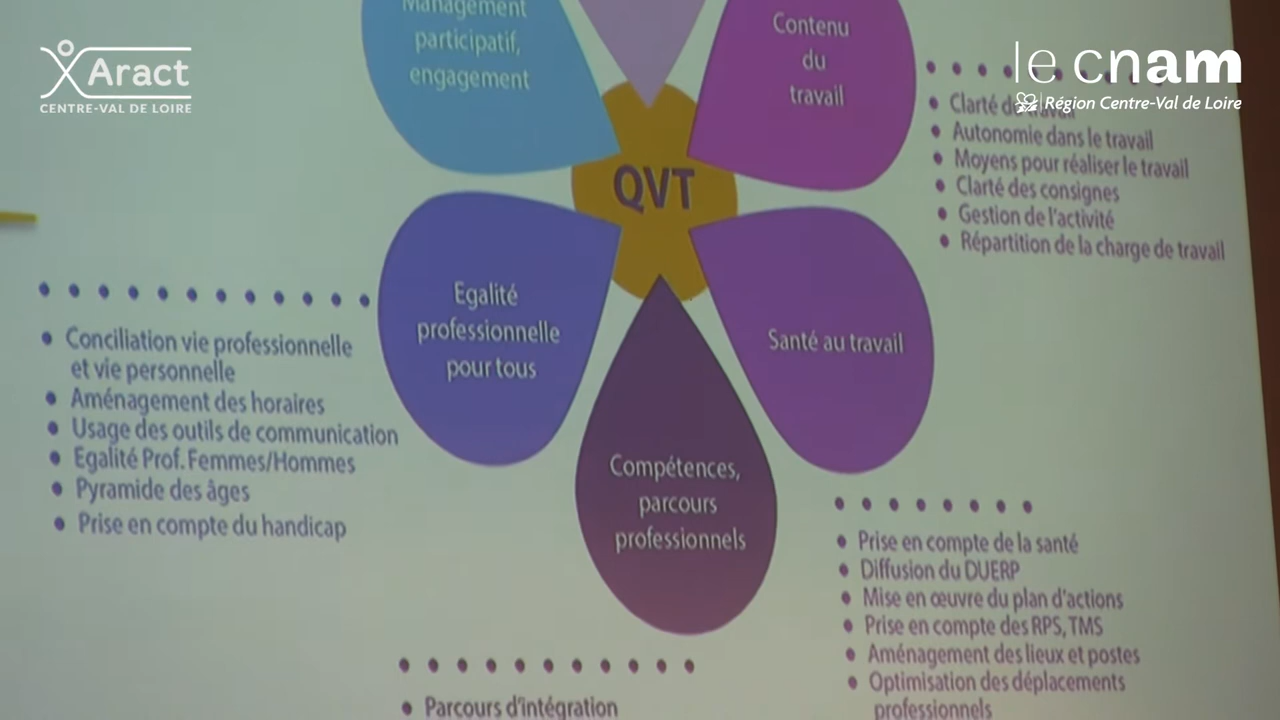 Aract
CENTRE-VAL DE LOIRE
le cnam
Région Centre-Val de Loire
Management
participatif,
engagement
Contenu
du
travail
QVT
Clarté du travail
Autonomie dans le travail
Moyens pour réaliser le travail
Clarté des consignes
Gestion de l'activité
Répartition de la charge de travail
Egalité
professionnelle
pour tous
Santé au travail
Conciliation vie professionnelle
et vie personnelle
Aménagement des horaires
Usage des outils de communication
Egalité Prof. Femmes/Hommes
Pyramide des âges
Prise en compte du handicap
Compétences,
parcours
professionnels
Prise en compte de la santé
Diffusion du DUERP
Mise en œuvre du plan d'actions
Prise en compte des RPS, TMS
Aménagement des lieux et postes
Optimisation des déplacements
professionnels
Parcours d'intégration